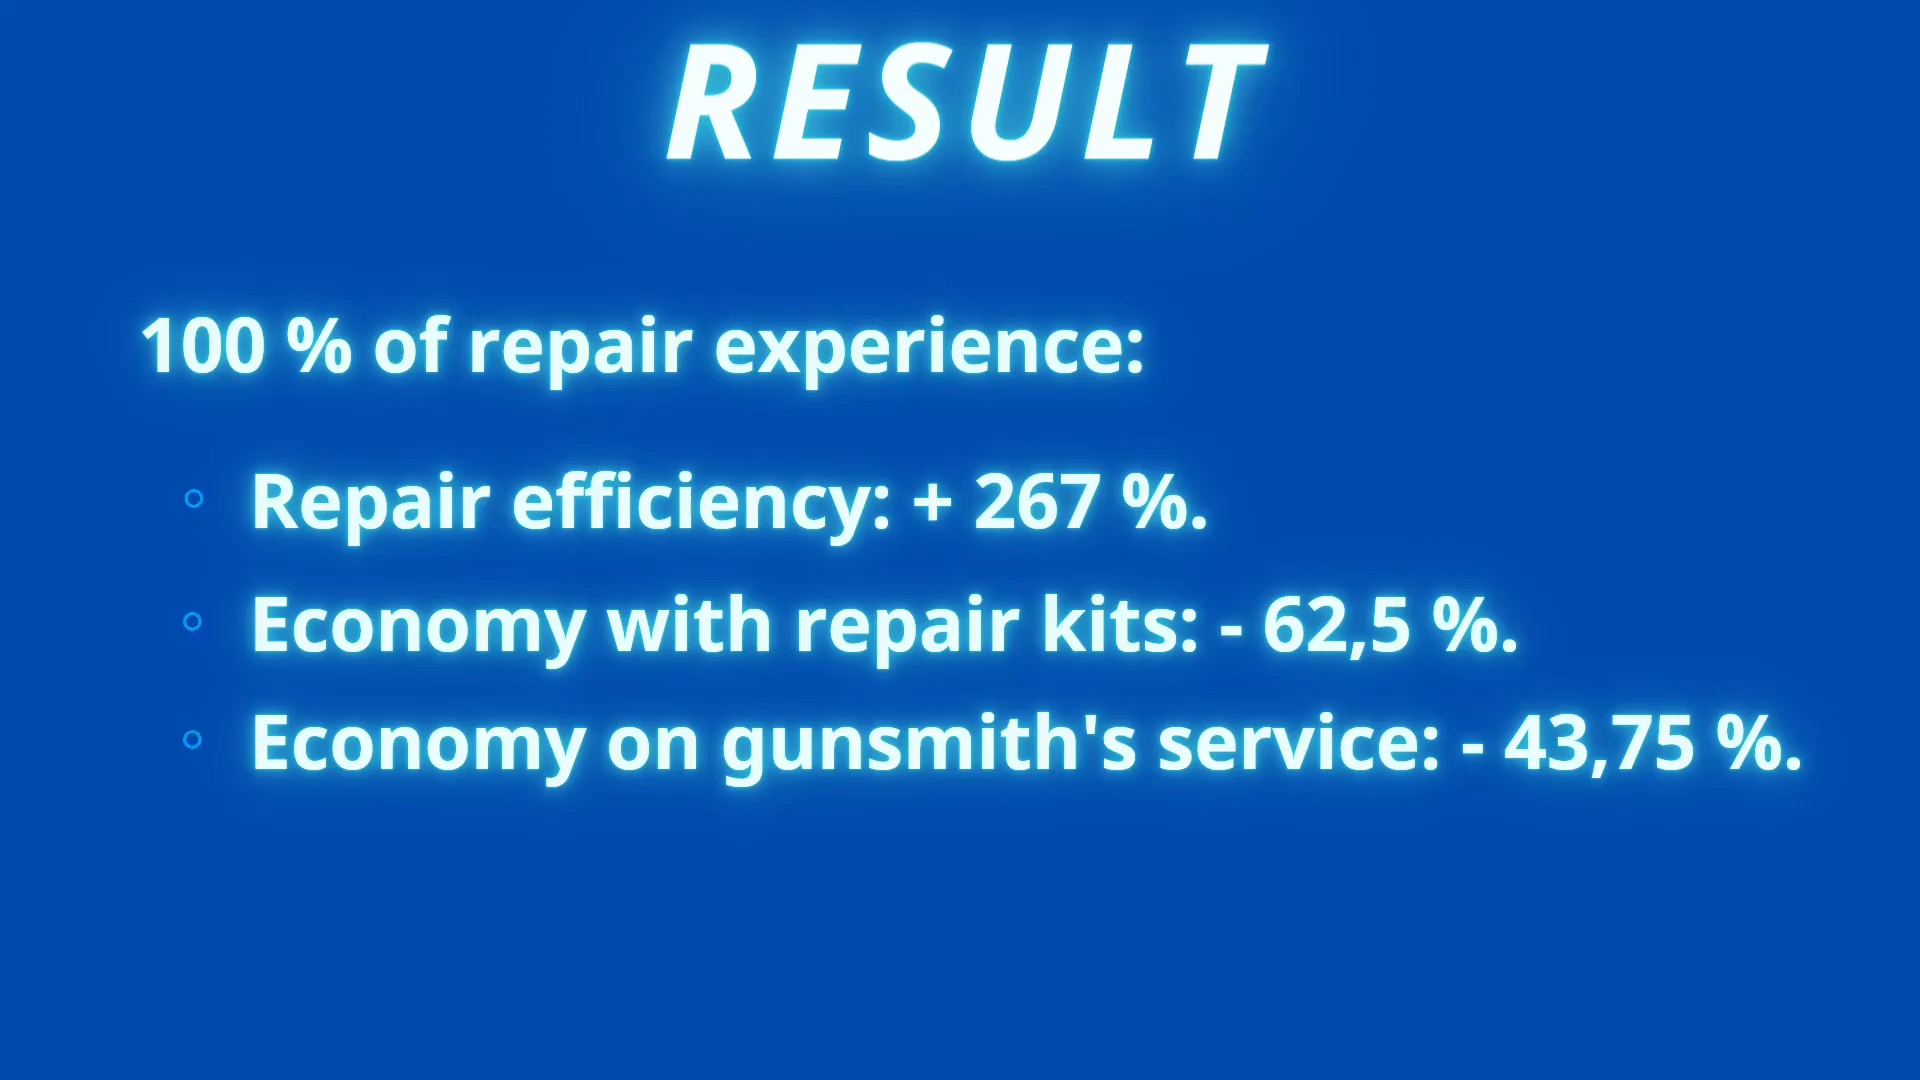 RESULT
100 % of repair experience:
Repair efficiency: + 267 %.
Economy with repair kits: - 62,5 %.
Economy on gunsmith's service: - 43,75 %.